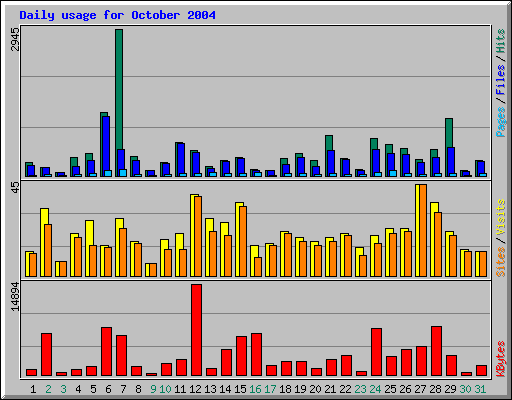 Daily usage for October 2004
2945
Pages / Files / Hits
45
Sites / Visits
14894
KBytes
1 2 3 4 5 6 7 8 9 10 11 12 13 14 15 16 17 18 19 20 21 22 23 24 25 26 27 28 29 30 31